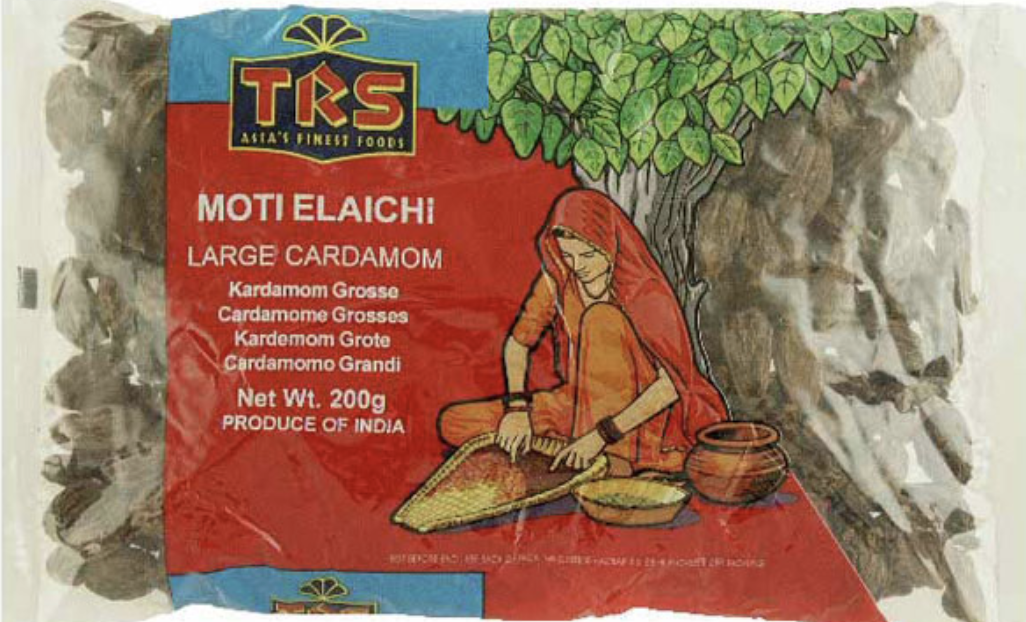 TRS
ASIA'S FINEST FOODS
MOTI ELAICHi
LARGE CARDAMOM
Kardamom Grosse
Cardamome Grosses
Kardemom Grote
Cardamomo Grandi
Net Wt. 200g
PRODUCE OF INDIA